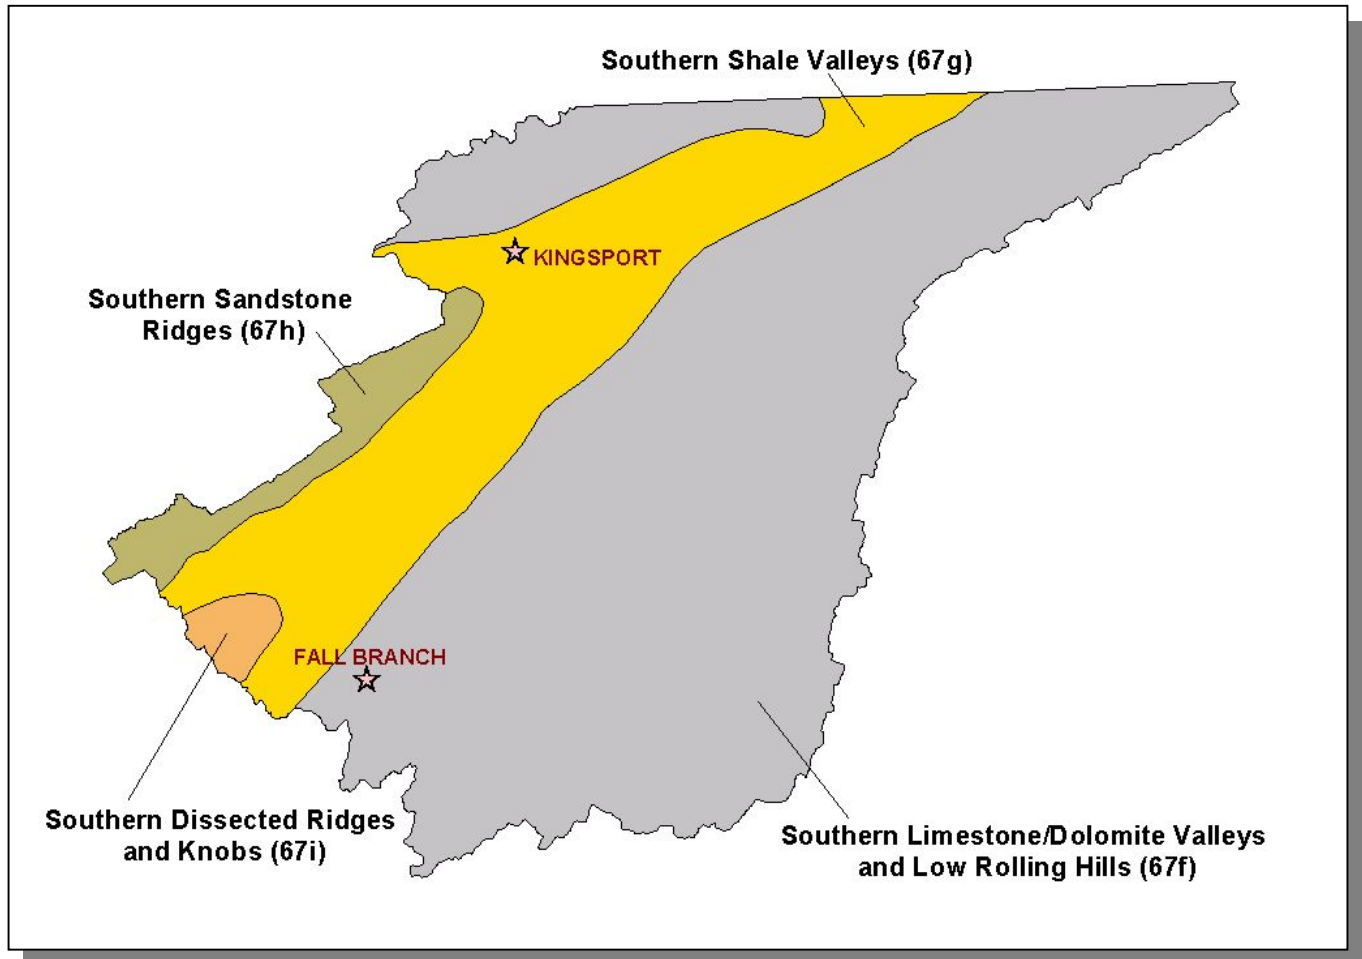 Southern Shale Valleys (67g)
KINGSPORT
Southern Sandstone
Ridges (67h)
FALL BRANCH
Southern Dissected Ridges
and Knobs (67i)
Southern Limestone/Dolomite Valleys
and Low Rolling Hills (67f)